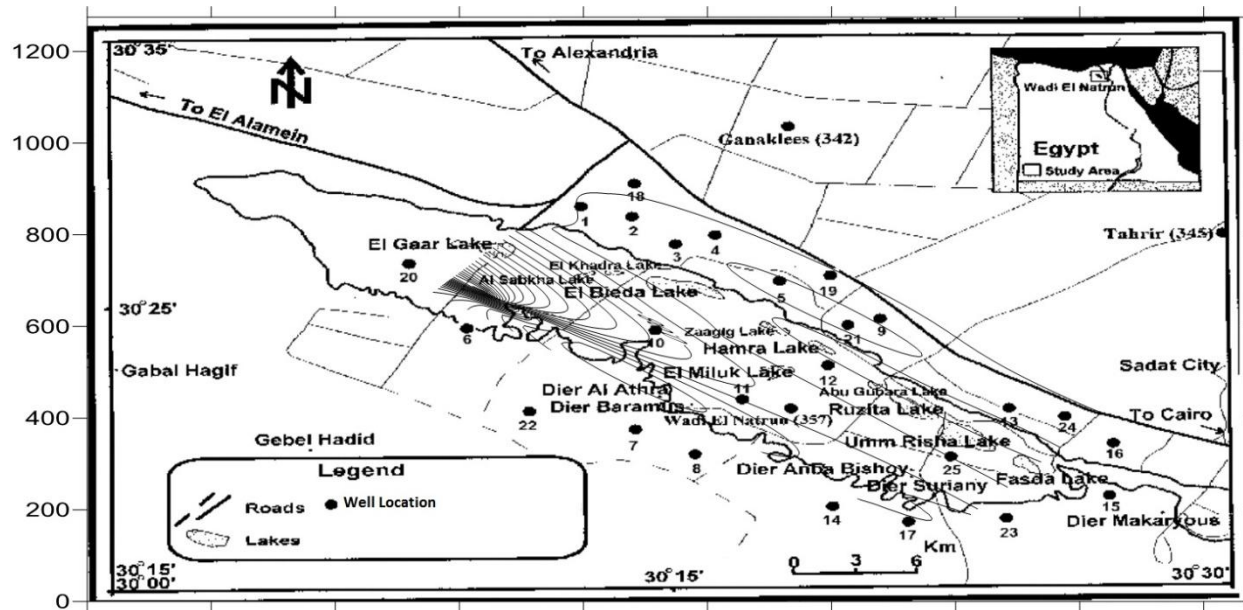 1200
1000
800
600
400
200
0
30°35'
To Alexandria
N
To El Alamein
Ganaklees (342)
Wadi El Natrun
Egypt
Study Area
Tahrir (345)
18
1
2
3
4
El Gaar Lake
20
El Khadra Lake
Al Sabkha Lake
El Bieda Lake
5
19
30°25'
6
10
Zaagig Lake
21
9
Hamra Lake
Gabal Hagif
El Miluk Lake
12
Sadat City
Dier Al Athra
11
Abu Gubara Lake
Dier Baramus
Ruzita Lake
22
Wadi El Natrun (357)
13
24
To Cairo
7
Gebel Hadid
Umm Risha Lake
16
8
Dier Anba Bishoy
25
Fasda Lake
Dier Suriany
Legend
Roads
Well Location
Lakes
14
17
23
15
Dier Makaryous
Km
0 3 6
30°15'
30°00'
30°15'
30°30'